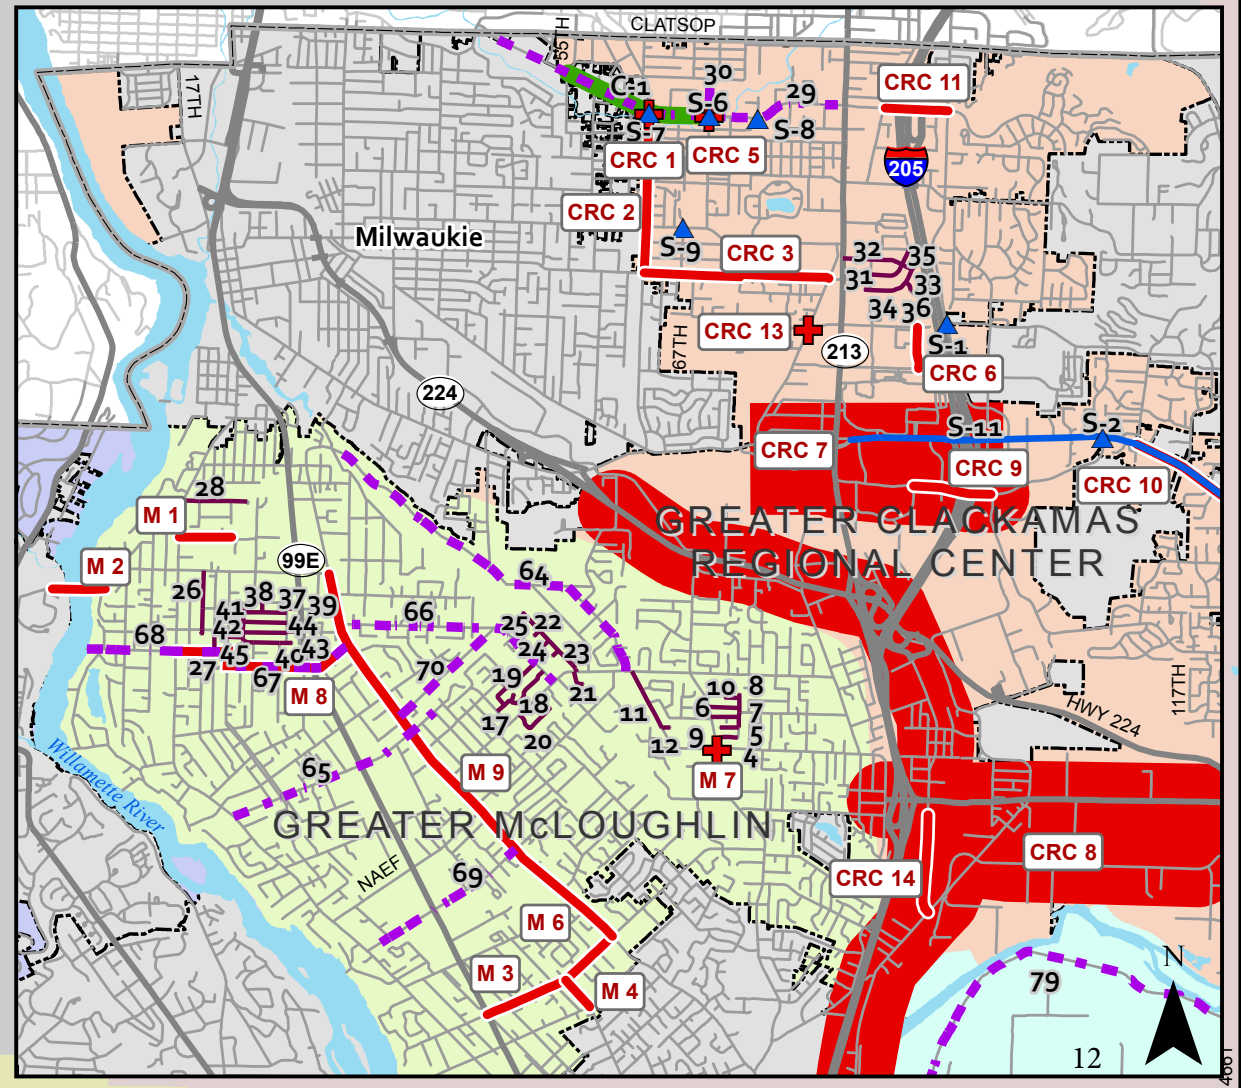 CLATSOP
55TH
17TH
30
CRC 11
C-1
29
S-6
S-7
S-8
CRC 1
CRC 5
205
CRC 2
Milwaukie
S-9
CRC 3
32
35
31
33
34
36
CRC 13
67TH
213
S-1
CRC 6
224
S-11
S-2
CRC 7
CRC 9
CRC 10
28
M 1
GREATER CLACKAMAS
REGIONAL CENTER
99E
M 2
64
26
38
37
39
41
66
25
22
42
44
68
43
45
40
24
23
27
67
70
19
21
M 8
18
10
8
6
7
11
17
20
12
9
5
4
117TH
HWY 224
Willamette River
65
M 9
M 7
GREATER McLOUGHLIN
CRC 8
NAEF
69
CRC 14
M 6
N
M 3
M 4
79
12
4661